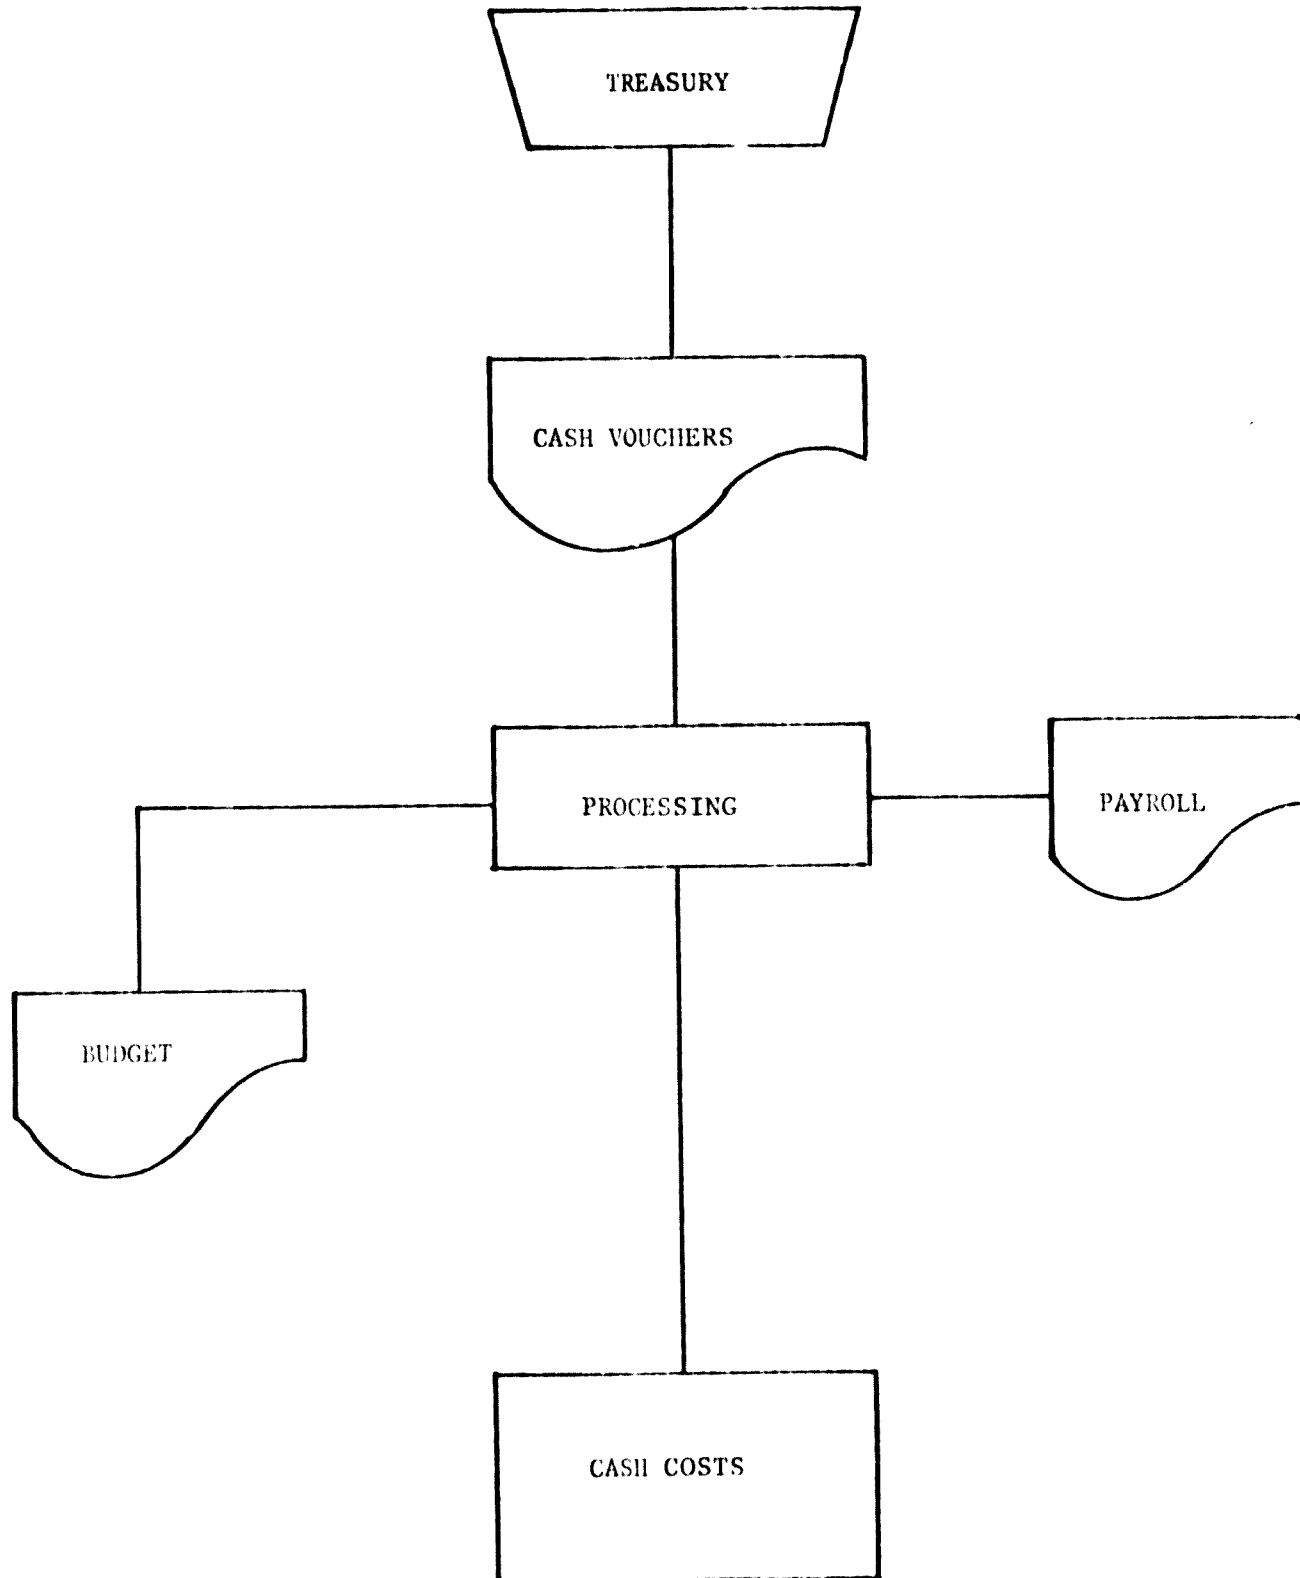 TREASURY
CASH VOUCHERS
PROCESSING
PAYROLL
BUDGET
CASH COSTS